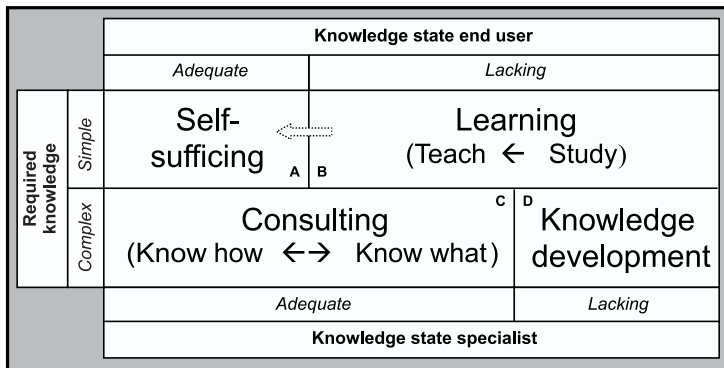 Knowledge state end user
Adequate
Lacking
Required
knowledge
Simple
Self-
sufficing
A
B
Learning
(Teach ← Study)
Complex
Consulting
(Know how ←→ Know what)
C
D
Knowledge
development
Adequate
Lacking
Knowledge state specialist